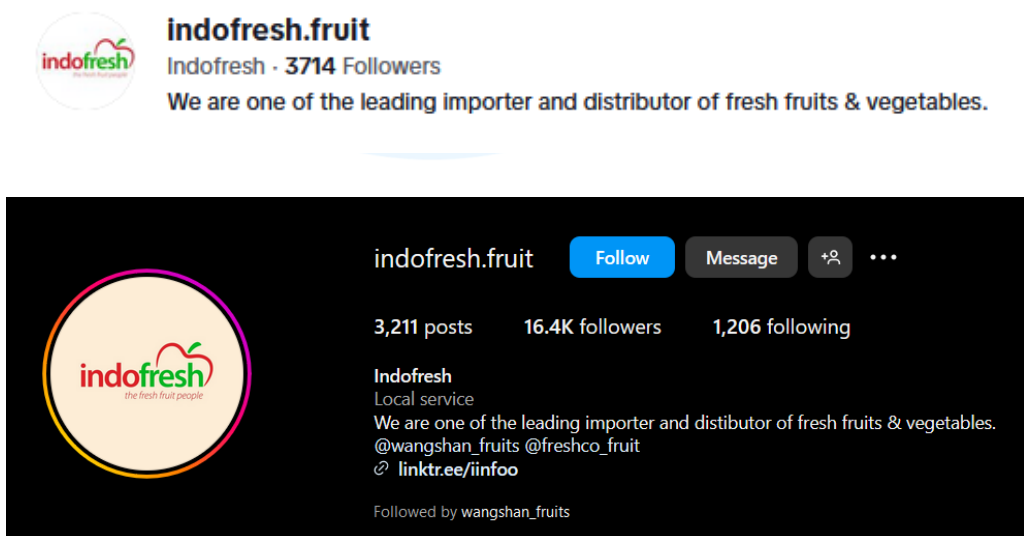 indofresh
the fresh fruit people
indofresh.fruit
Indofresh · 3714 Followers
We are one of the leading importer and distributor of fresh fruits & vegetables.
indofresh
the fresh fruit people
indofresh.fruit Follow Message
3,211 posts 16.4K followers 1,206 following
Indofresh
Local service
We are one of the leading importer and distibutor of fresh fruits & vegetables.
@wangshan_fruits @freshco_fruit
linktr.ee/iinfoo
Followed by wangshan_fruits